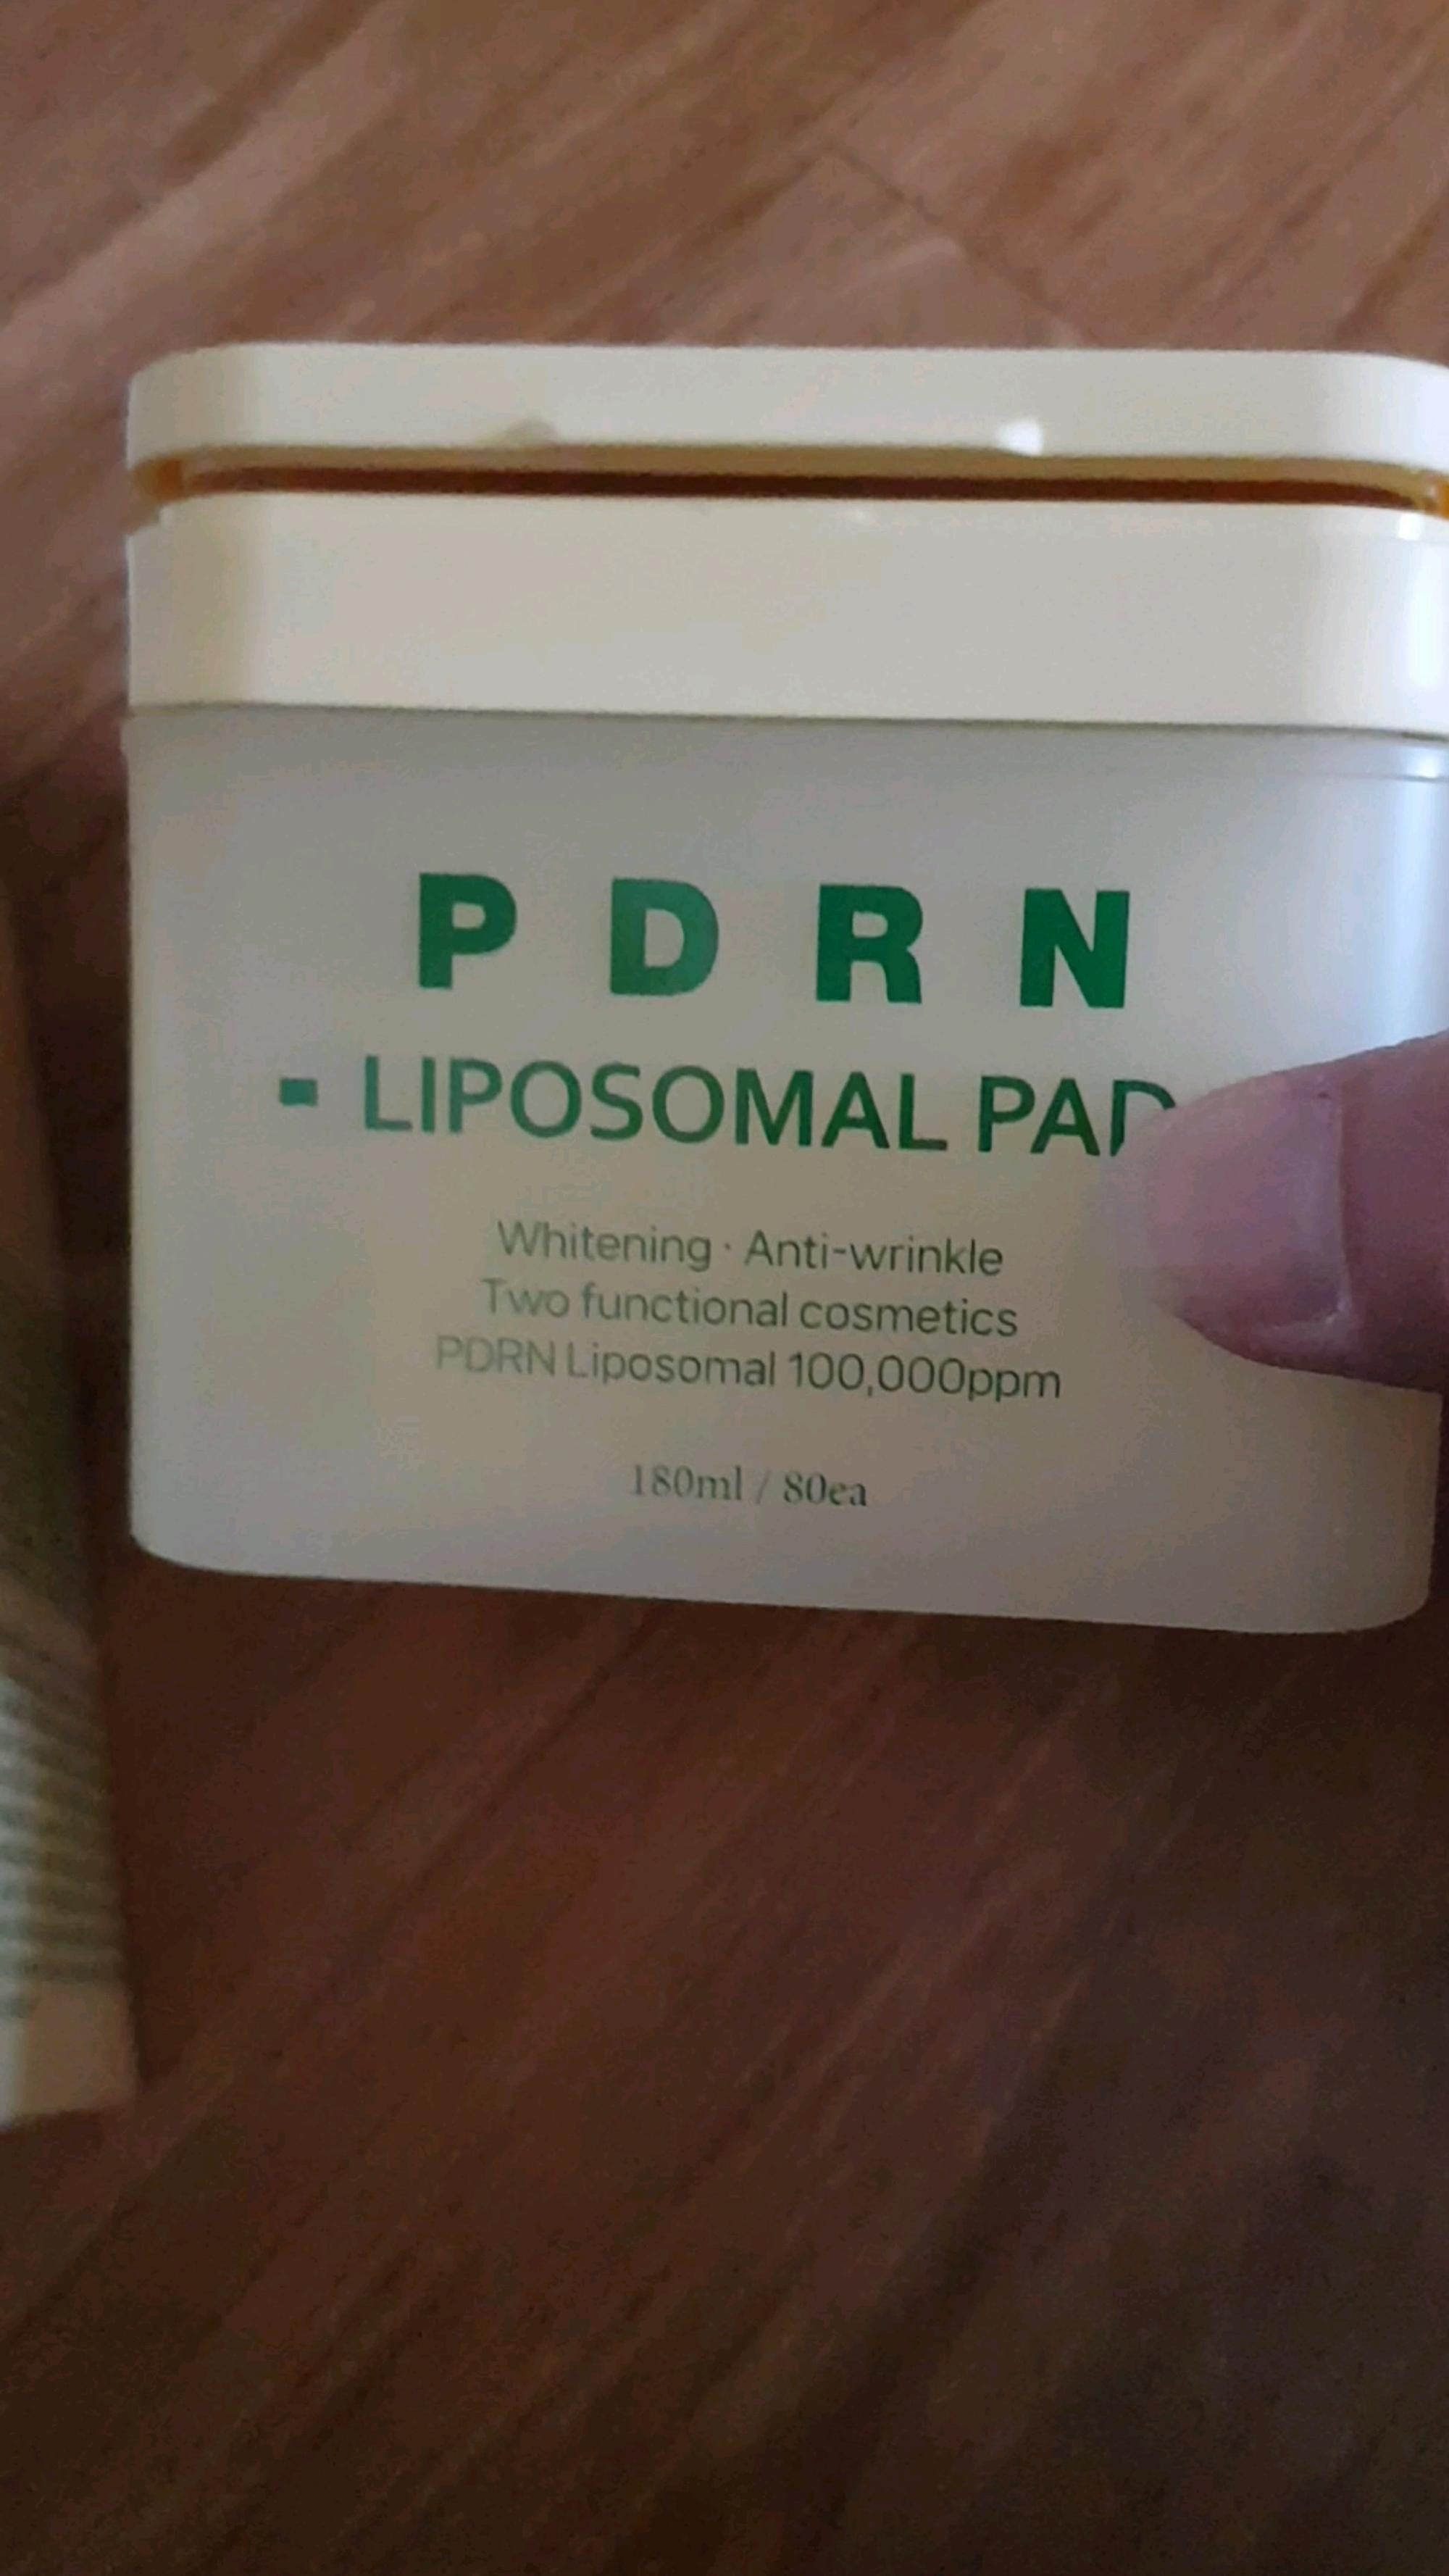 PDRN
- LIPOSOMAL PAD
Whitening · Anti-wrinkle
Two functional cosmetics
PDRN Liposomal 100,000ppm
180ml / 80ea